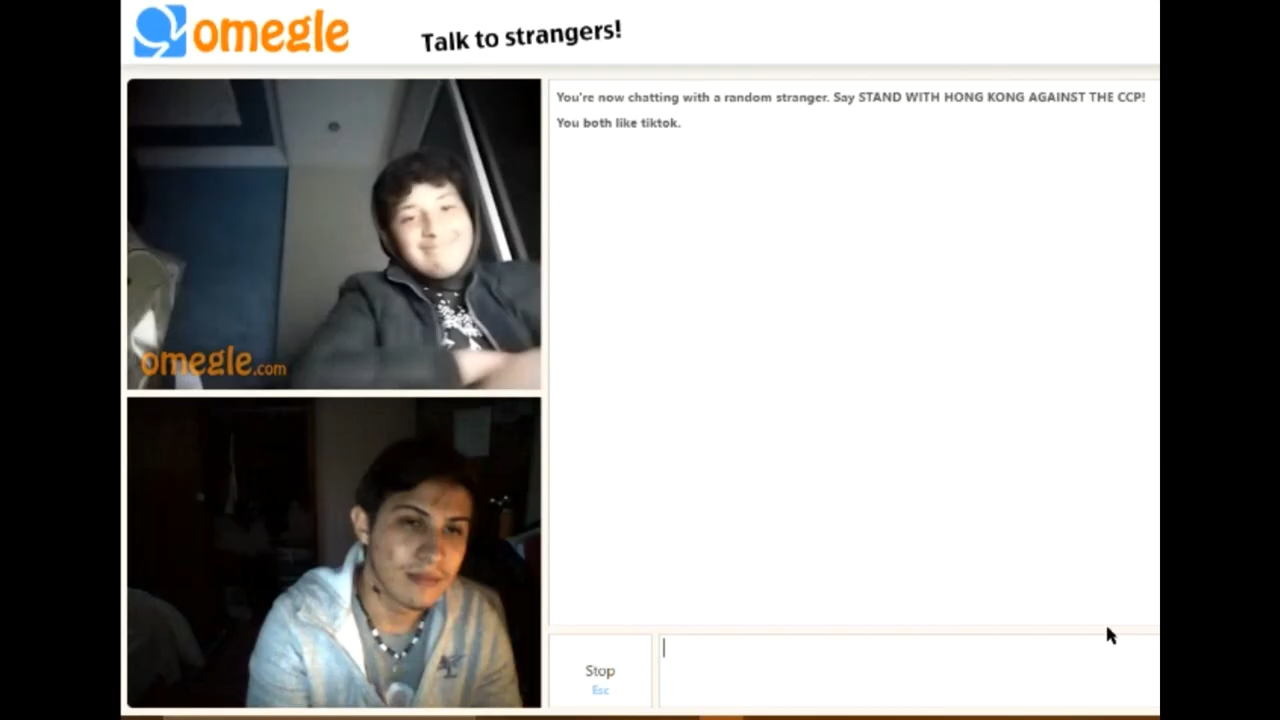 omegle
Talk to strangers!
You're now chatting with a random stranger. Say STAND WITH HONG KONG AGAINST THE CCP!
You both like tiktok.
omegle.com
Stop
Esc